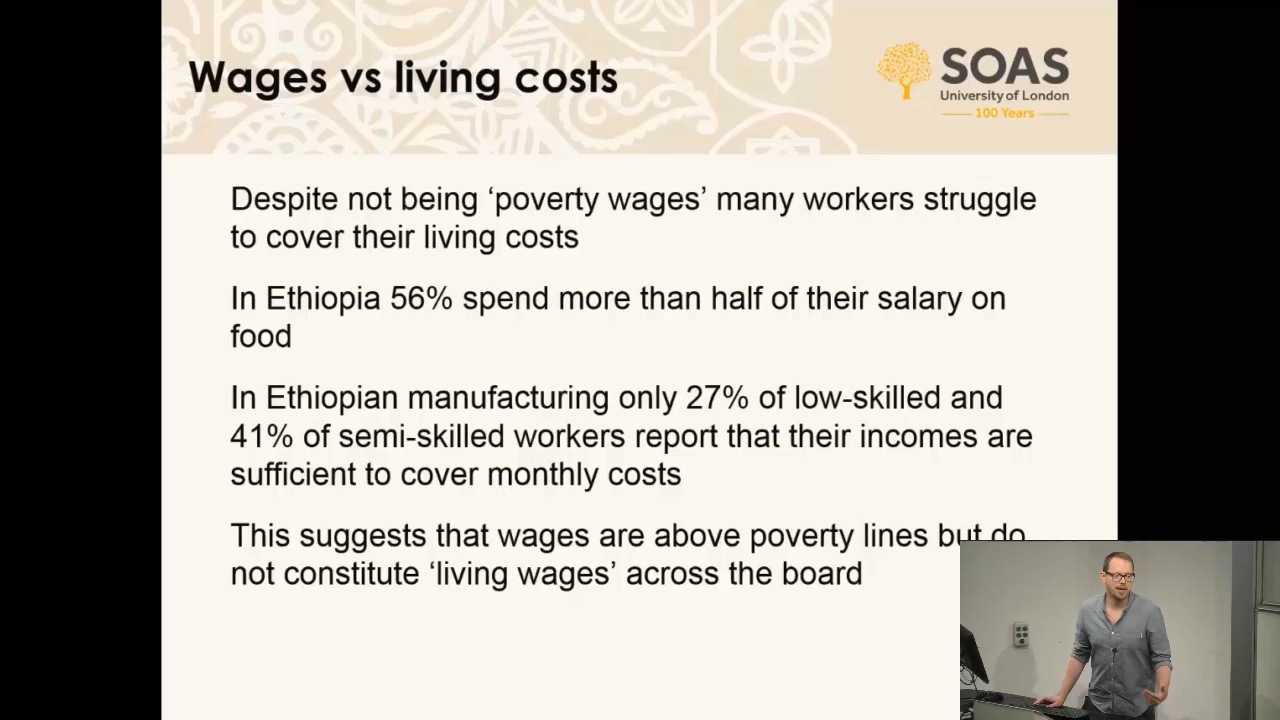 Wages vs living costs
SOAS
University of London
100 Years
Despite not being ‘poverty wages’ many workers struggle
to cover their living costs
In Ethiopia 56% spend more than half of their salary on
food
In Ethiopian manufacturing only 27% of low-skilled and
41% of semi-skilled workers report that their incomes are
sufficient to cover monthly costs
This suggests that wages are above poverty lines but do
not constitute ‘living wages’ across the board